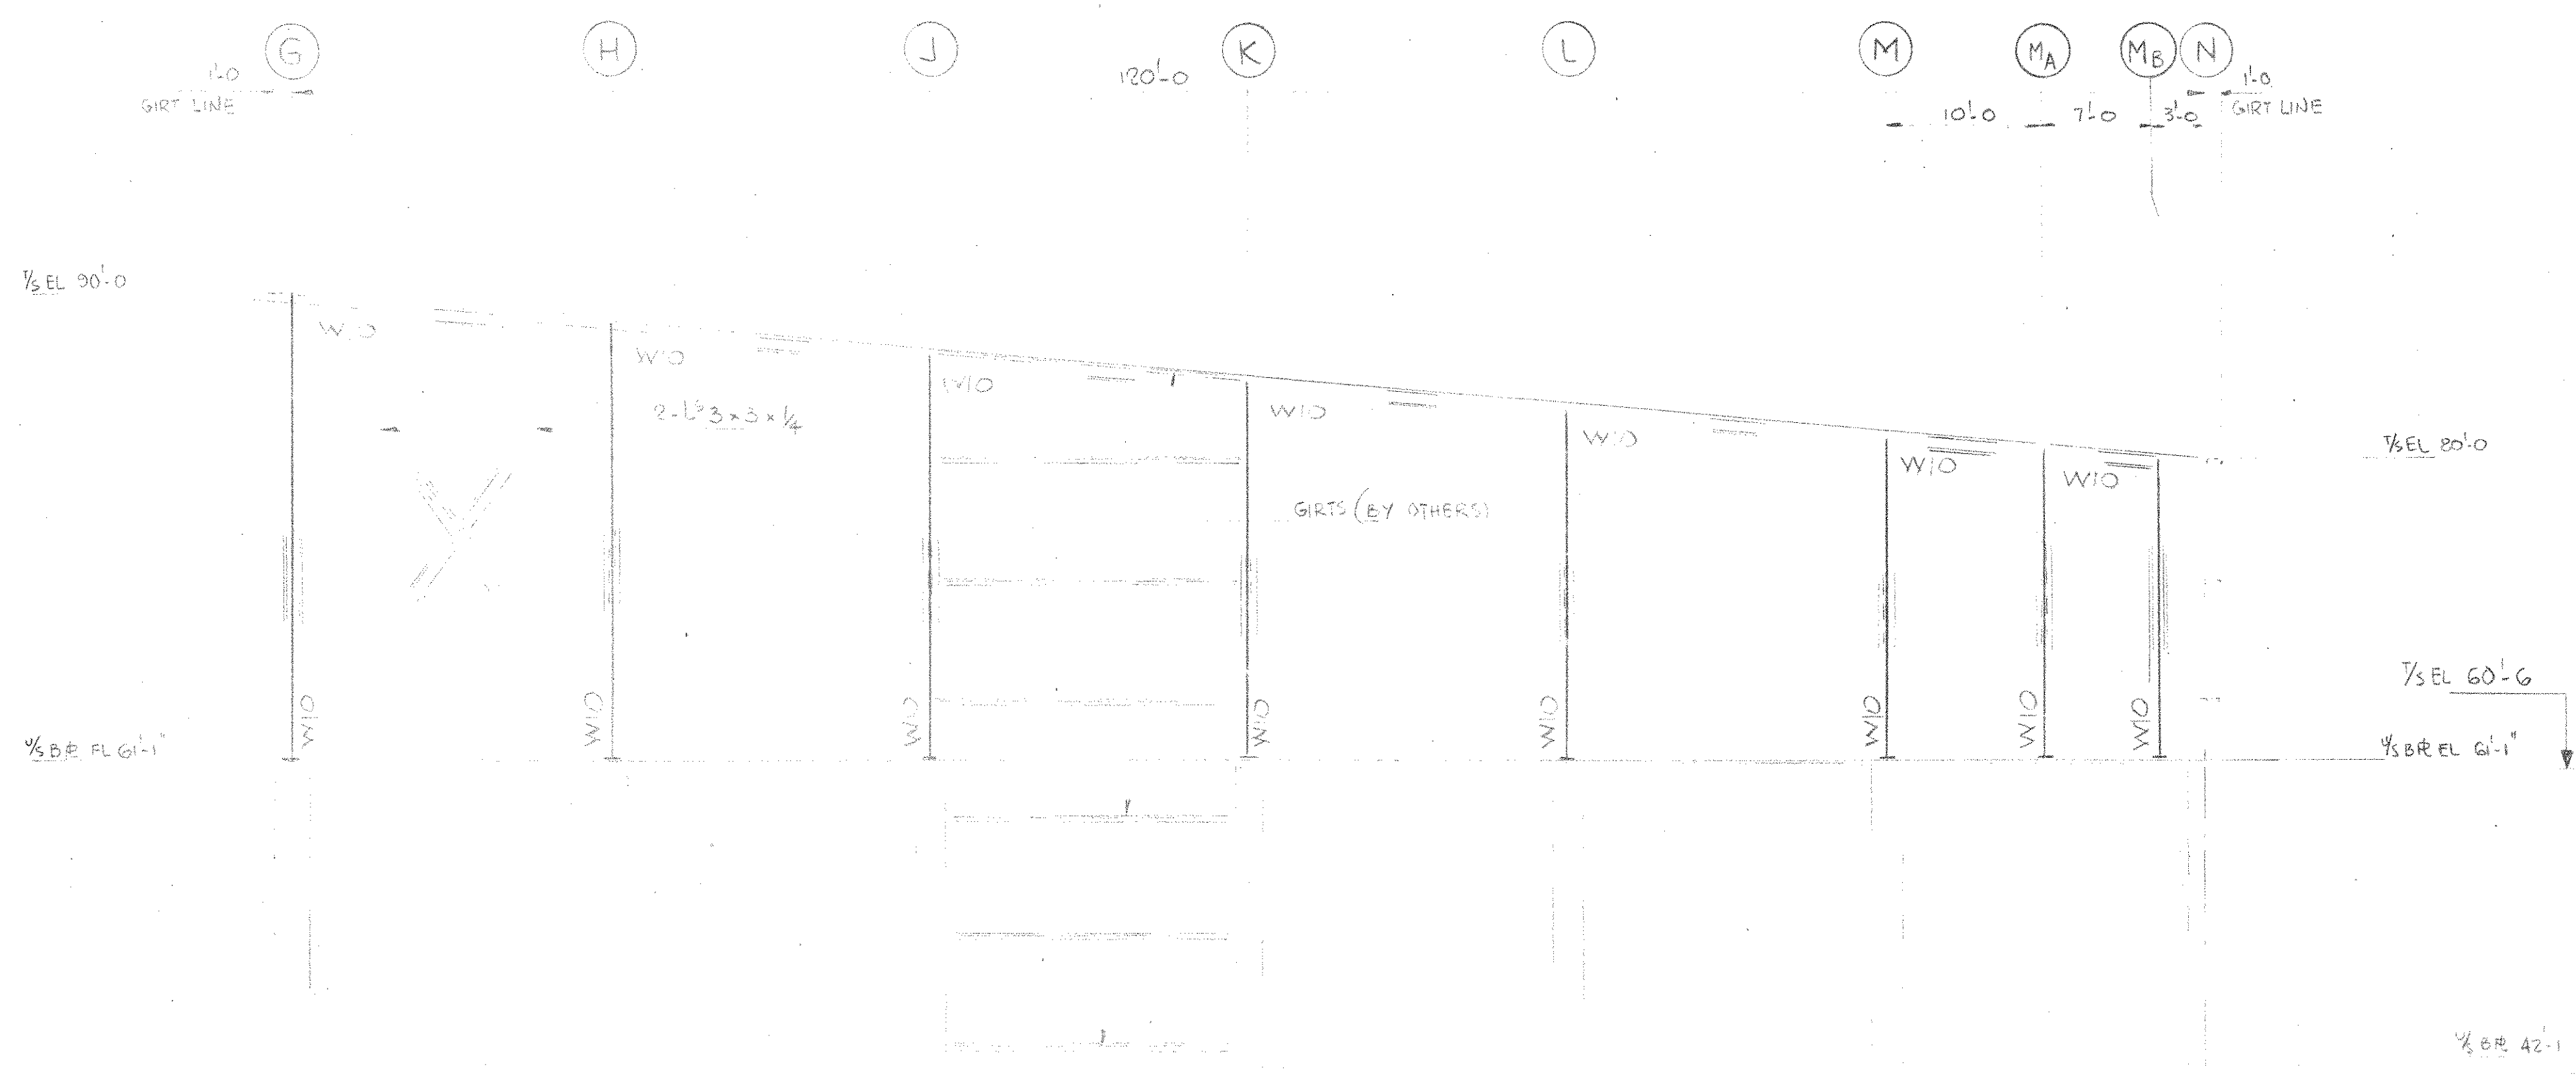 G H J K L M MA MB N
1'-0
GIRT LINE
120'-0
1'-0
GIRT LINE
10'-0 7'-0 3'-0
T/S EL 90'-0
W10
W10
W10
W10
W10
W10
W10
2-Ls 3 x 3 x 1/4
T/S EL 80'-0
GIRTS (BY OTHERS)
T/S EL 60'-6
W10 W10 W10 W10 W10 W10 W10 W10
U/S B℄ EL 61'-1"
U/S B℄ EL 61'-1"
U/S B℄ 42'-1